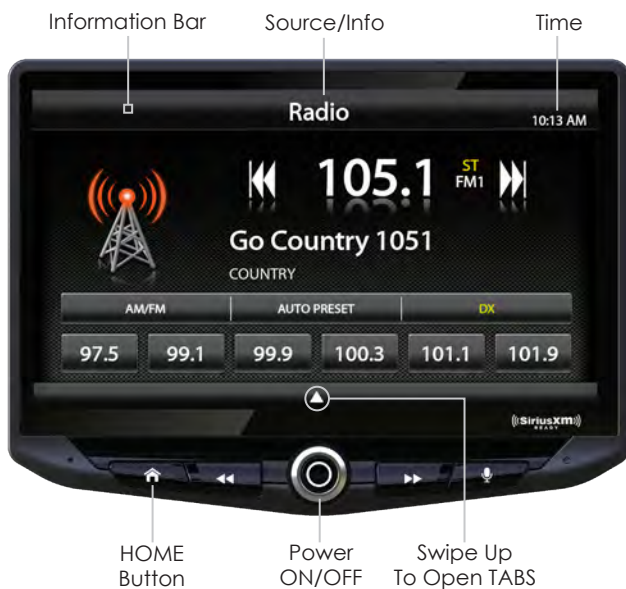 Information Bar Source/Info Time
Radio
10:13 AM
105.1 ST
FM1
Go Country 1051
COUNTRY
AM/FM AUTO PRESET DX
97.5 99.1 99.9 100.3 101.1 101.9
((SiriusXM))
READY
HOME
Button
Power
ON/OFF
Swipe Up
To Open TABS